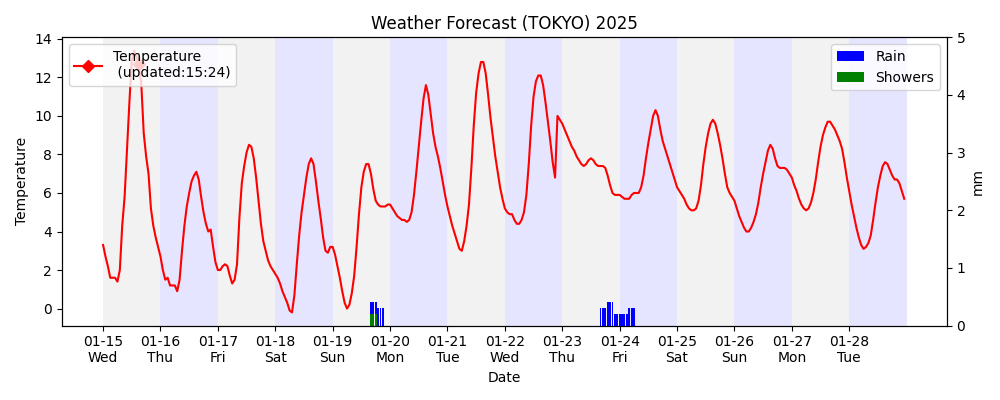 Weather Forecast (TOKYO) 2025
Temperature
(updated:15:24)
Rain
Showers
14
12
10
8
6
4
2
0
Temperature
5
4
3
2
1
0
mm
01-15 01-16 01-17 01-18 01-19 01-20 01-21 01-22 01-23 01-24 01-25 01-26 01-27 01-28
Wed Thu Fri Sat Sun Mon Tue Wed Thu Fri Sat Sun Mon Tue
Date